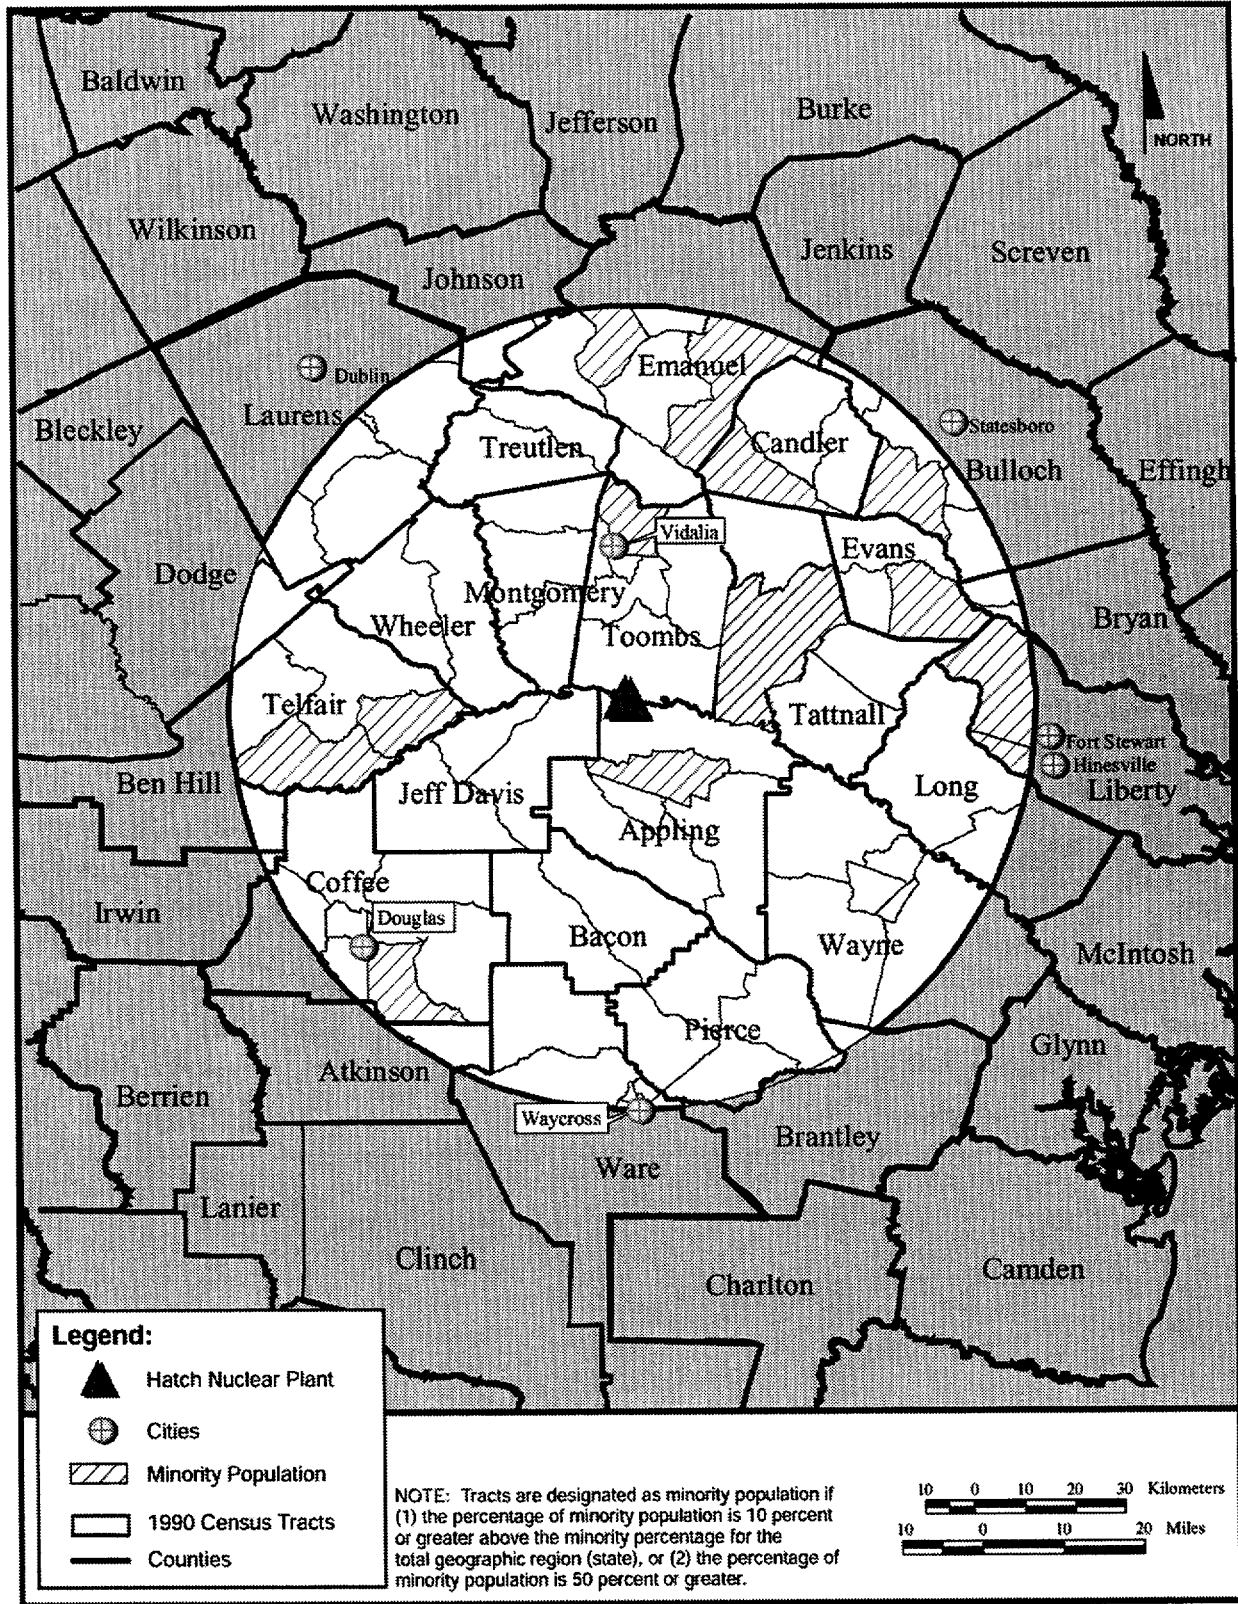 Baldwin
Washington
Jefferson
Burke
NORTH
Wilkinson
Johnson
Jenkins
Screven
Emanuel
Dublin
Laurens
Bleckley
Treutlen
Candler
Statesboro
Bulloch
Effingh
Vidalia
Evans
Dodge
Montgomery
Wheeler
Toombs
Bryan
Telfair
Tattnall
Fort Stewart
Hinesville
Ben Hill
Jeff Davis
Long
Liberty
Appling
Coffee
Irwin
Douglas
Bacon
Wayne
McIntosh
Pierce
Glynn
Atkinson
Berrien
Waycross
Brantley
Ware
Lanier
Clinch
Charlton
Camden
Legend:
Hatch Nuclear Plant
Cities
Minority Population
1990 Census Tracts
Counties
NOTE: Tracts are designated as minority population if
(1) the percentage of minority population is 10 percent
or greater above the minority percentage for the
total geographic region (state), or (2) the percentage of
minority population is 50 percent or greater.
10 0 10 20 30 Kilometers
10 0 10 20 Miles